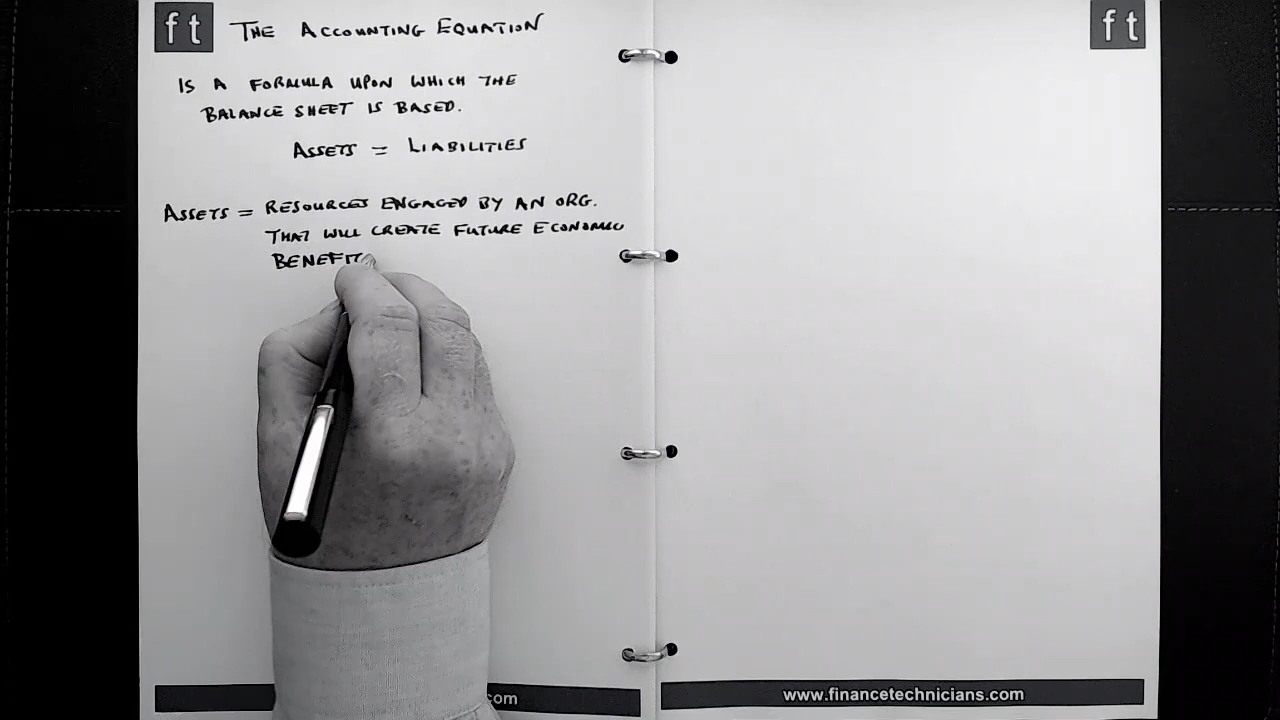 ft THE ACCOUNTING EQUATION ft
IS A FORMULA UPON WHICH THE
BALANCE SHEET IS BASED.
ASSETS = LIABILITIES
ASSETS = RESOURCES ENGAGED BY AN ORG.
THAT WILL CREATE FUTURE ECONOMIC
BENEFIT
com
www.financetechnicians.com